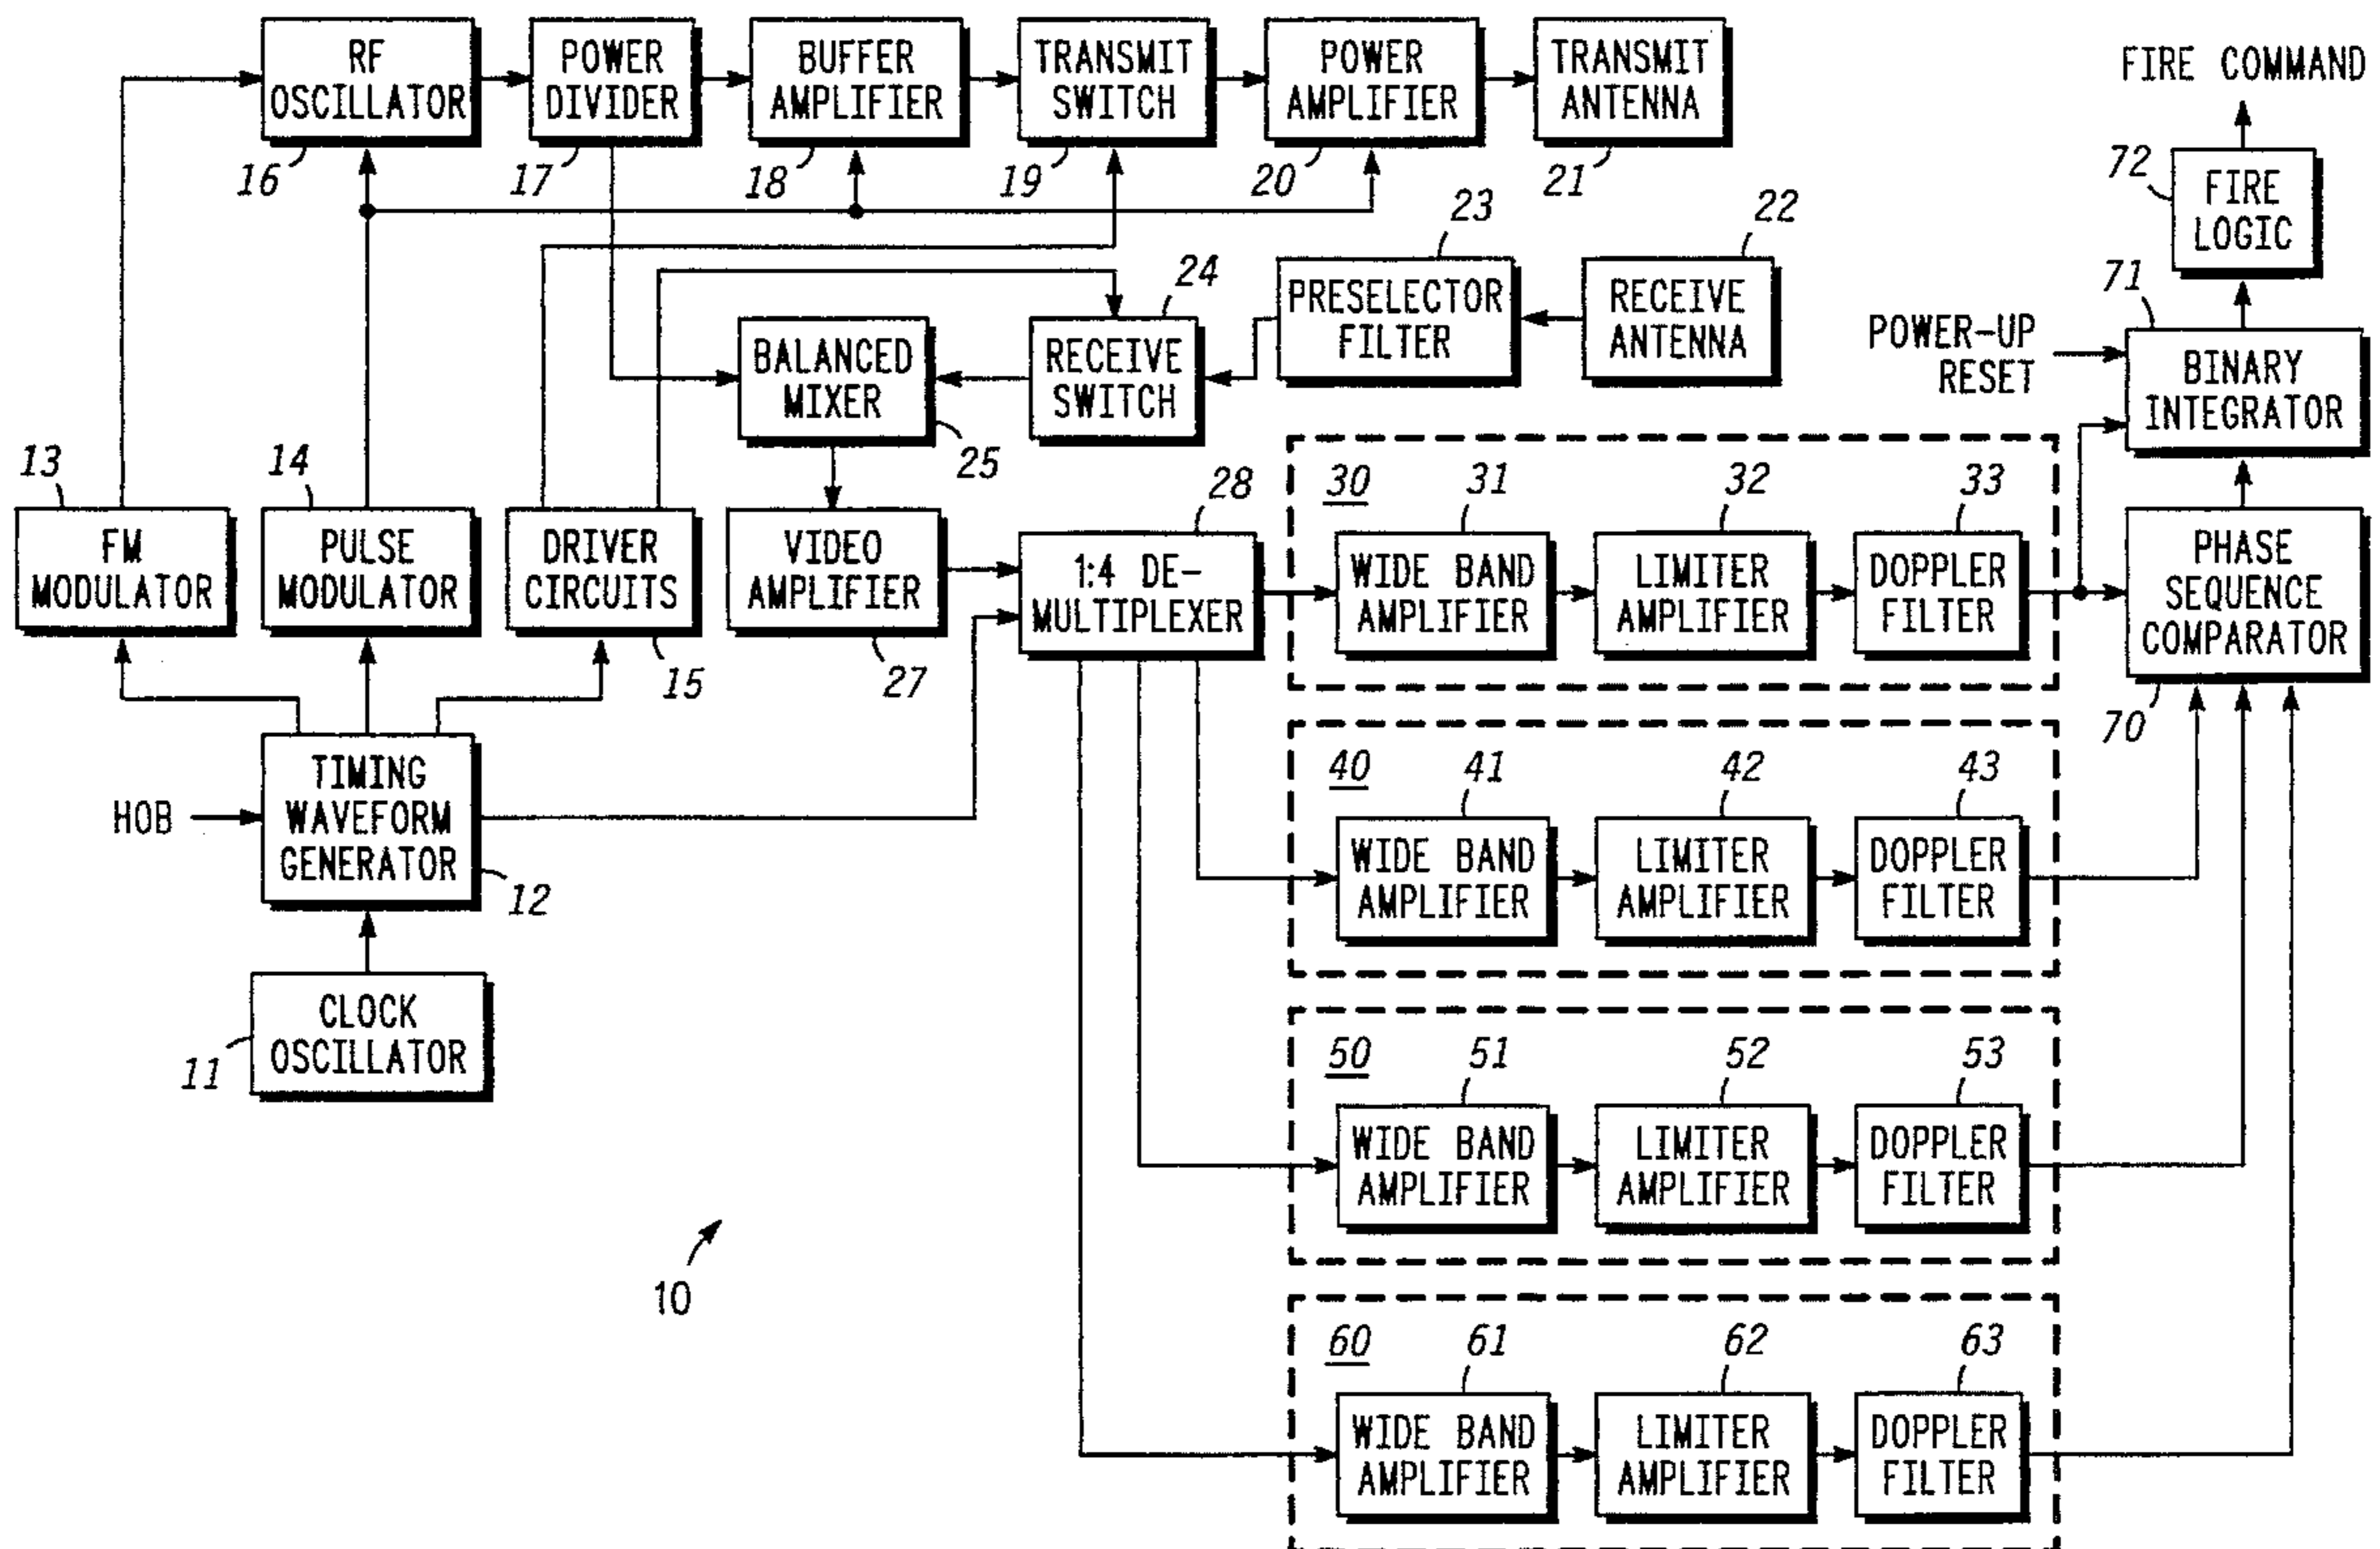 RF
OSCILLATOR
16
POWER
DIVIDER
17
BUFFER
AMPLIFIER
18
TRANSMIT
SWITCH
19
POWER
AMPLIFIER
20
TRANSMIT
ANTENNA
21
FIRE COMMAND
72
FIRE
LOGIC
23
PRESELECTOR
FILTER
22
RECEIVE
ANTENNA
24
RECEIVE
SWITCH
BALANCED
MIXER
25
POWER-UP
RESET
71
BINARY
INTEGRATOR
13
FM
MODULATOR
14
PULSE
MODULATOR
DRIVER
CIRCUITS
15
VIDEO
AMPLIFIER
27
28
1:4 DE-
MULTIPLEXER
30
31
WIDE BAND
AMPLIFIER
32
LIMITER
AMPLIFIER
33
DOPPLER
FILTER
PHASE
SEQUENCE
COMPARATOR
70
HOB
TIMING
WAVEFORM
GENERATOR
12
40
41
WIDE BAND
AMPLIFIER
42
LIMITER
AMPLIFIER
43
DOPPLER
FILTER
CLOCK
OSCILLATOR
11
50
51
WIDE BAND
AMPLIFIER
52
LIMITER
AMPLIFIER
53
DOPPLER
FILTER
10
60
61
WIDE BAND
AMPLIFIER
62
LIMITER
AMPLIFIER
63
DOPPLER
FILTER